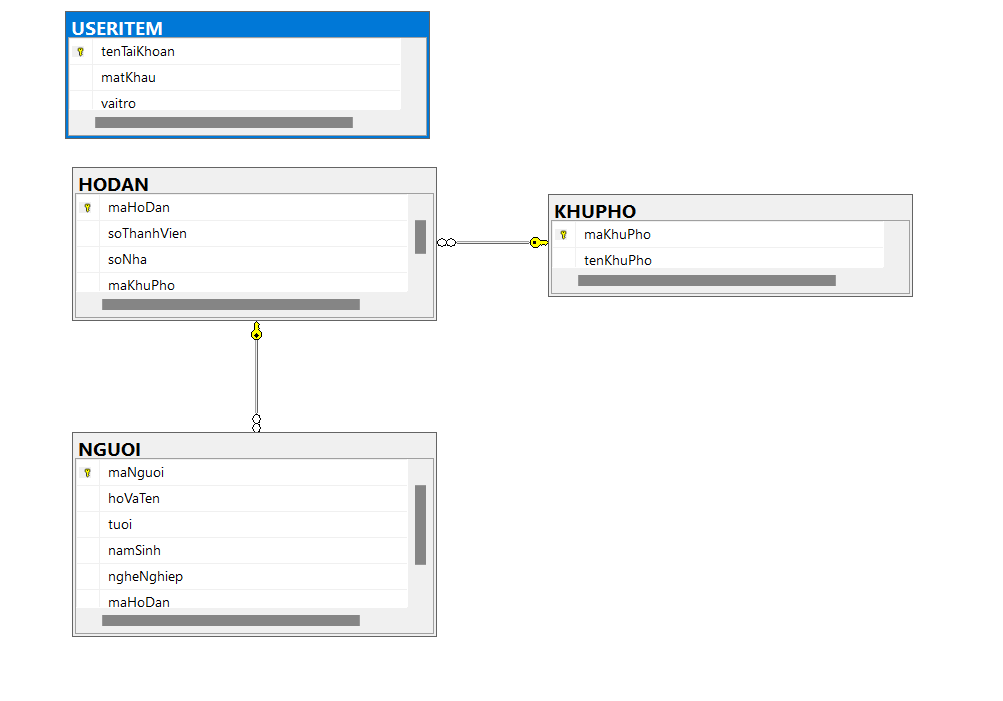 USERITEM
tenTaiKhoan
matKhau
vaitro
HODAN
maHoDan
soThanhVien
soNha
maKhuPho
KHUPHO
maKhuPho
tenKhuPho
NGUOI
maNguoi
hoVaTen
tuoi
namSinh
ngheNghiep
maHoDan